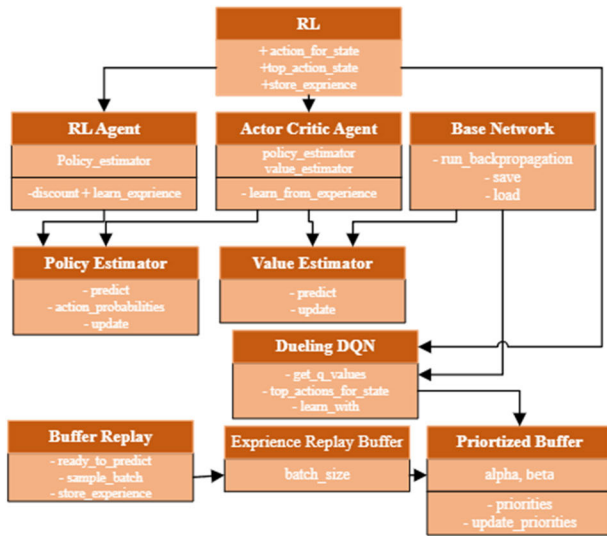 RL
+ action_for_state
+top_action_state
+store_exprience
RL Agent
Policy_estimator
-discount + learn_exprience
Actor Critic Agent
policy_estimator
value_estimator
- learn_from_experience
Base Network
- run_backpropagation
- save
- load
Policy Estimator
- predict
- action_probabilities
- update
Value Estimator
- predict
- update
Dueling DQN
- get_q_values
- top_actions_for_state
- learn_with
Buffer Replay
- ready_to_predict
- sample_batch
- store_experience
Exprience Replay Buffer
batch_size
Priortized Buffer
alpha, beta
- priorities
- update_priorities